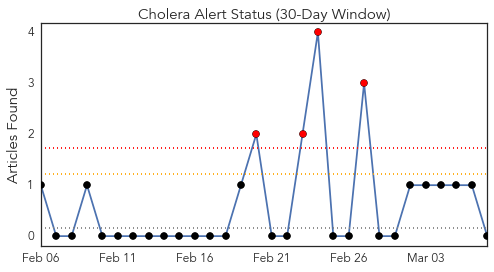 Cholera Alert Status (30-Day Window)
Articles Found
4
3
2
1
0
Feb 06 Feb 11 Feb 16 Feb 21 Feb 26 Mar 03